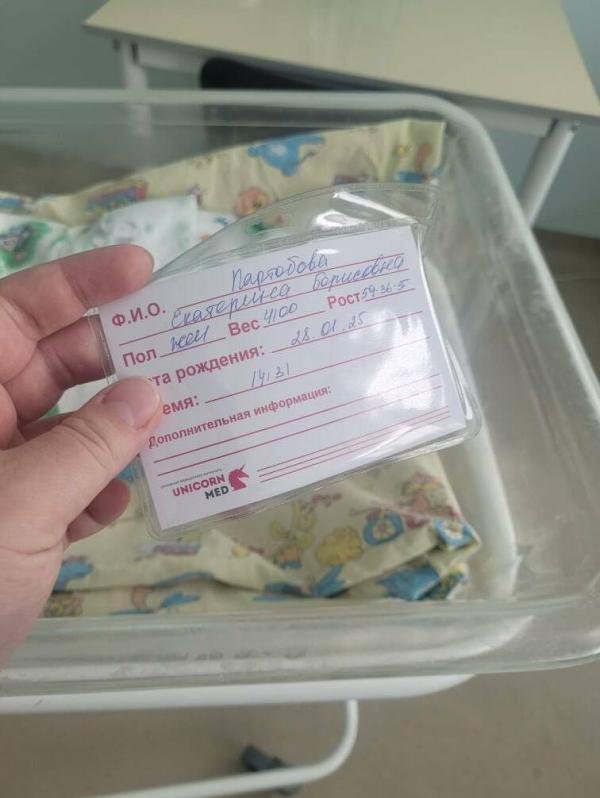 Ф.И.О. Партобова
Екатерина Борисовна
Пол жен Вес 4100 Рост 54-36-5
та рождения: 28.01.25
емя: 14:31
Дополнительная информация:
UNICORN
MED